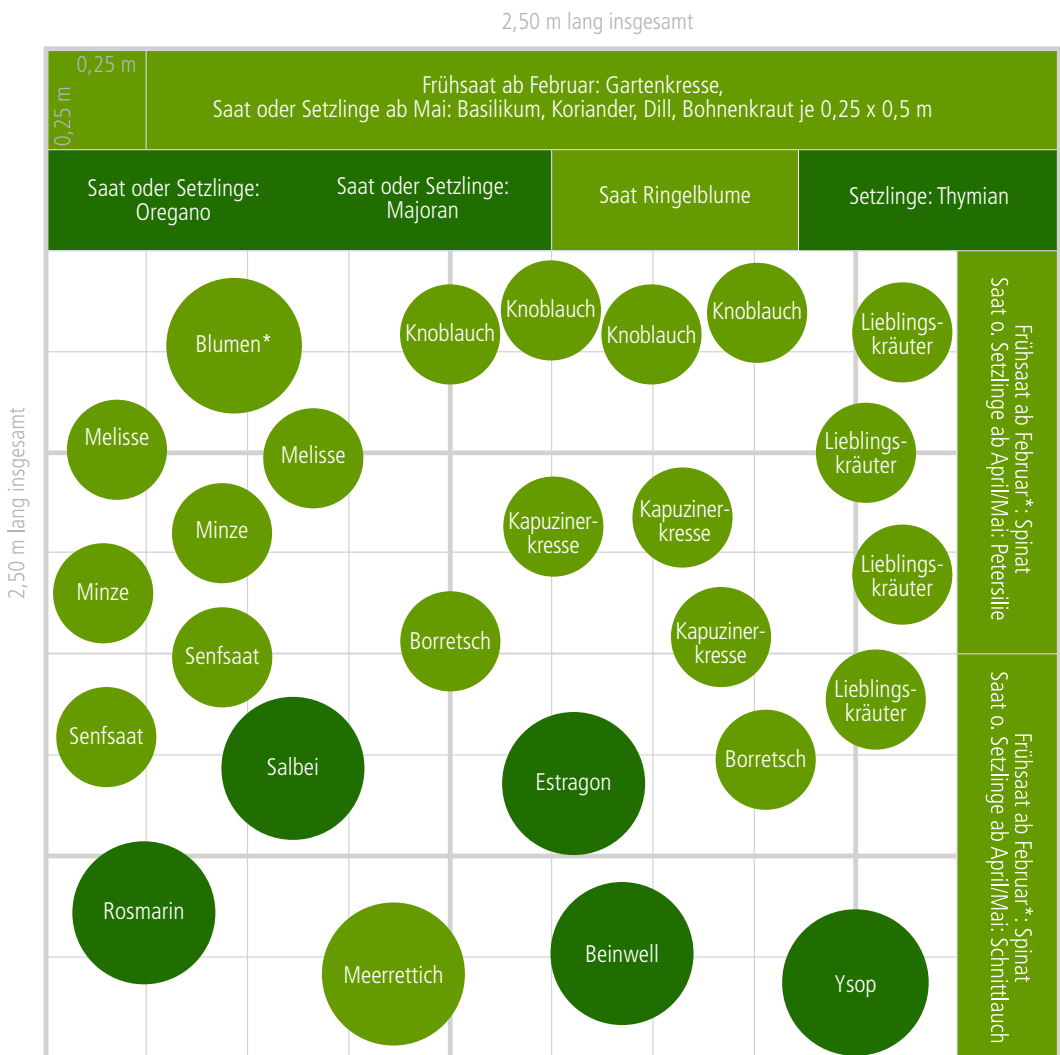 2,50 m lang insgesamt
0,25 m
0,25 m
Frühsaat ab Februar: Gartenkresse,
Saat oder Setzlinge ab Mai: Basilikum, Koriander, Dill, Bohnenkraut je 0,25 x 0,5 m
Saat oder Setzlinge:
Oregano
Saat oder Setzlinge:
Majoran
Saat Ringelblume
Setzlinge: Thymian
2,50 m lang insgesamt
Blumen*
Knoblauch
Knoblauch
Knoblauch
Knoblauch
Lieblings-
kräuter
Melisse
Melisse
Lieblings-
kräuter
Minze
Kapuziner-
kresse
Kapuziner-
kresse
Minze
Lieblings-
kräuter
Senfsaat
Borretsch
Kapuziner-
kresse
Senfsaat
Lieblings-
kräuter
Salbei
Estragon
Borretsch
Rosmarin
Meerrettich
Beinwell
Ysop
Frühsaat ab Februar*: Spinat
Saat o. Setzlinge ab April/Mai: Petersilie
Frühsaat ab Februar*: Spinat
Saat o. Setzlinge ab April/Mai: Schnittlauch